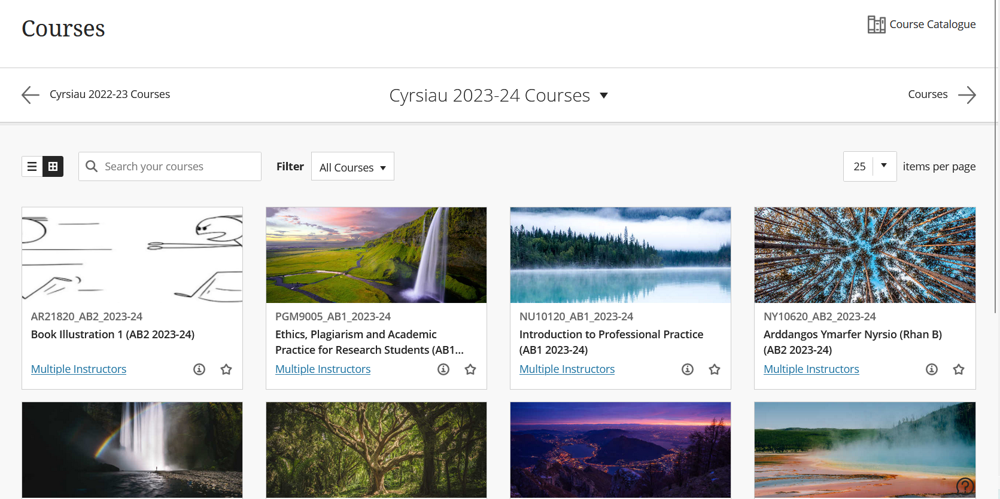 Courses
Course Catalogue
Cyrsiau 2022-23 Courses
Cyrsiau 2023-24 Courses
Courses
Search your courses
Filter
All Courses
25
items per page
AR21820_AB2_2023-24
Book Illustration 1 (AB2 2023-24)
Multiple Instructors
PGM9005_AB1_2023-24
Ethics, Plagiarism and Academic
Practice for Research Students (AB1...
Multiple Instructors
NU10120_AB1_2023-24
Introduction to Professional Practice
(AB1 2023-24)
Multiple Instructors
NY10620_AB2_2023-24
Arddangos Ymarfer Nyrsio (Rhan B)
(AB2 2023-24)
Multiple Instructors